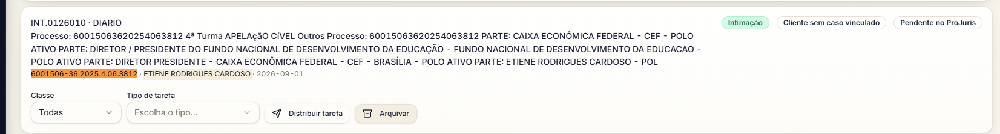 INT.0126010 · DIARIO
Intimação
Cliente sem caso vinculado
Pendente no ProJuris
Processo: 60015063620254063812 4ª Turma APELAçãO CíVEL Outros Processo: 60015063620254063812 PARTE: CAIXA ECONÔMICA FEDERAL - CEF - POLO
ATIVO PARTE: DIRETOR / PRESIDENTE DO FUNDO NACIONAL DE DESENVOLVIMENTO DA EDUCAÇÃO - FUNDO NACIONAL DE DESENVOLVIMENTO DA EDUCACAO -
POLO ATIVO PARTE: DIRETOR PRESIDENTE - CAIXA ECONÔMICA FEDERAL - CEF - BRASÍLIA - POLO ATIVO PARTE: ETIENE RODRIGUES CARDOSO - POL
6001506-36.2025.4.06.3812 · ETIENE RODRIGUES CARDOSO · 2026-09-01
Classe
Tipo de tarefa
Todas
Escolha o tipo...
Distribuir tarefa
Arquivar